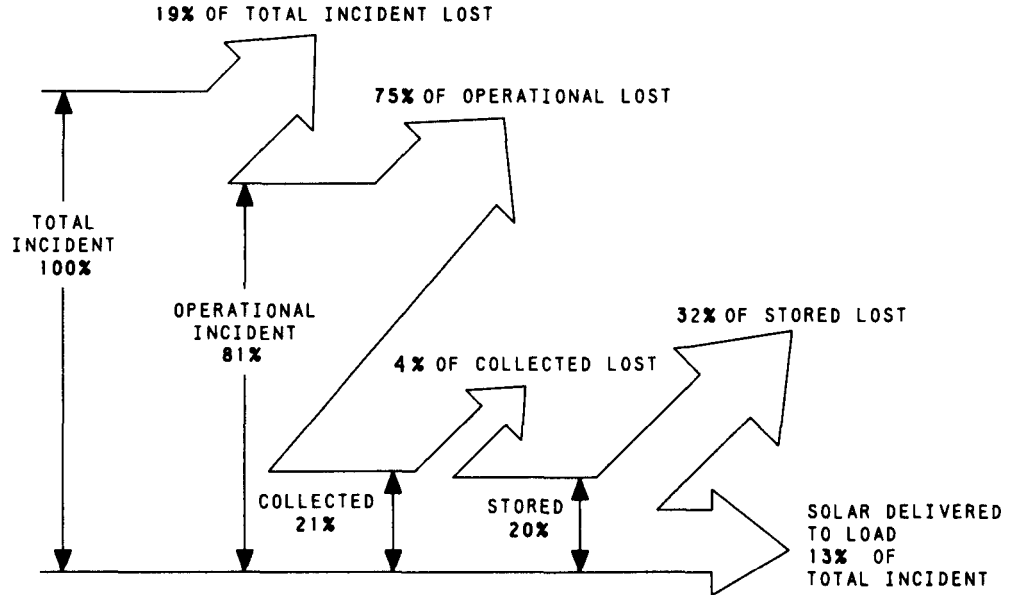 19% OF TOTAL INCIDENT LOST
75% OF OPERATIONAL LOST
TOTAL
INCIDENT
100%
OPERATIONAL
INCIDENT
81%
32% OF STORED LOST
4% OF COLLECTED LOST
COLLECTED
21%
STORED
20%
SOLAR DELIVERED
TO LOAD
13% OF
TOTAL INCIDENT